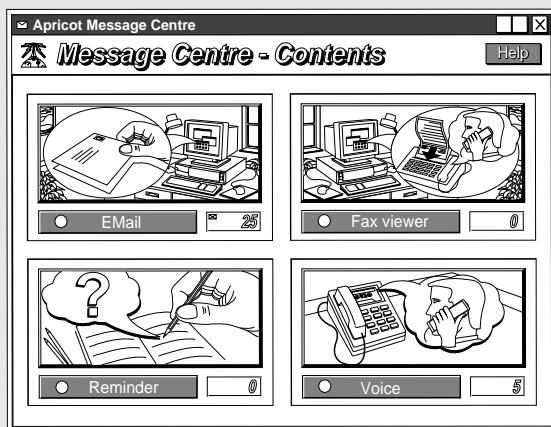 Apricot Message Centre
Message Centre - Contents
Help
EMail
25
Fax viewer
0
Reminder
0
Voice
5